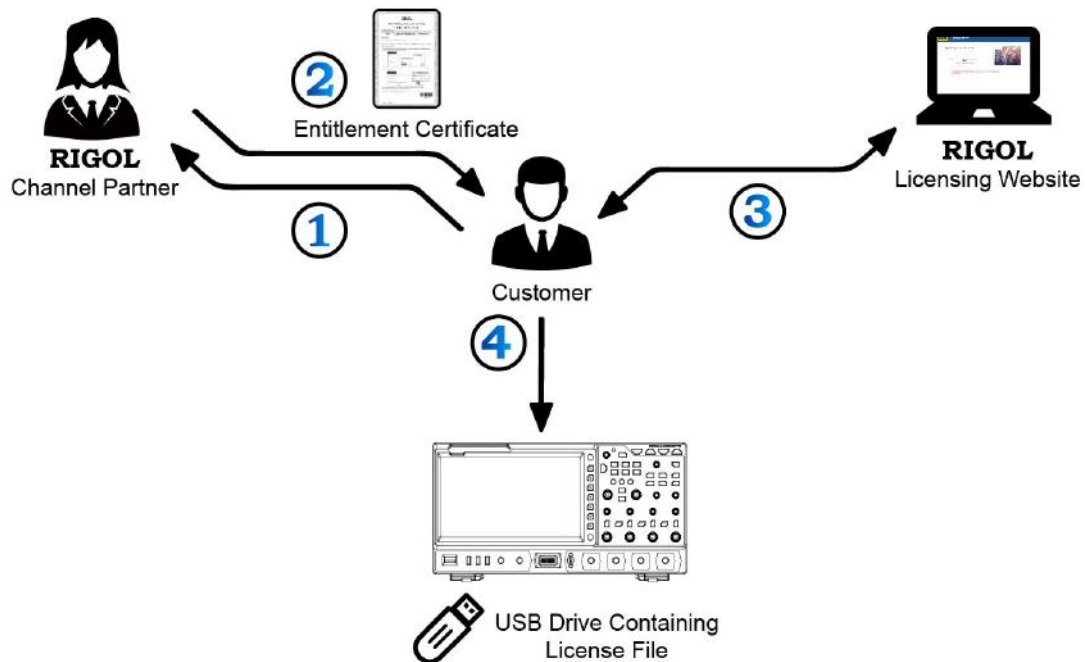 2
Entitlement Certificate
RIGOL
Channel Partner
1
RIGOL
Licensing Website
3
Customer
4
USB Drive Containing
License File